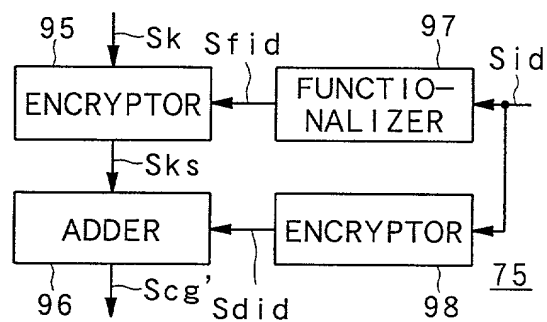 95
Sk
Sfid
97
Sid
ENCRYPTOR
FUNCTIO-
NALIZER
Sks
ADDER
ENCRYPTOR
75
96
Scg'
Sdid
98